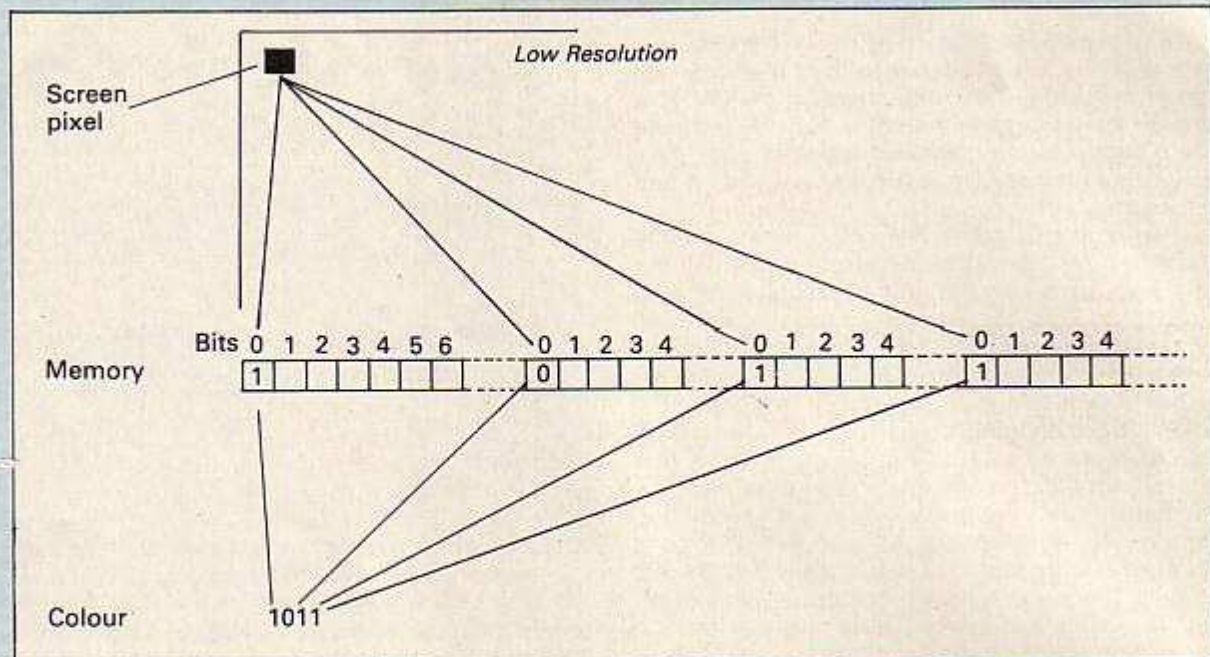 Low Resolution
Screen
pixel
Bits 0 1 2 3 4 5 6 0 1 2 3 4 0 1 2 3 4 0 1 2 3 4
Memory 1 0 1 1
Colour 1011